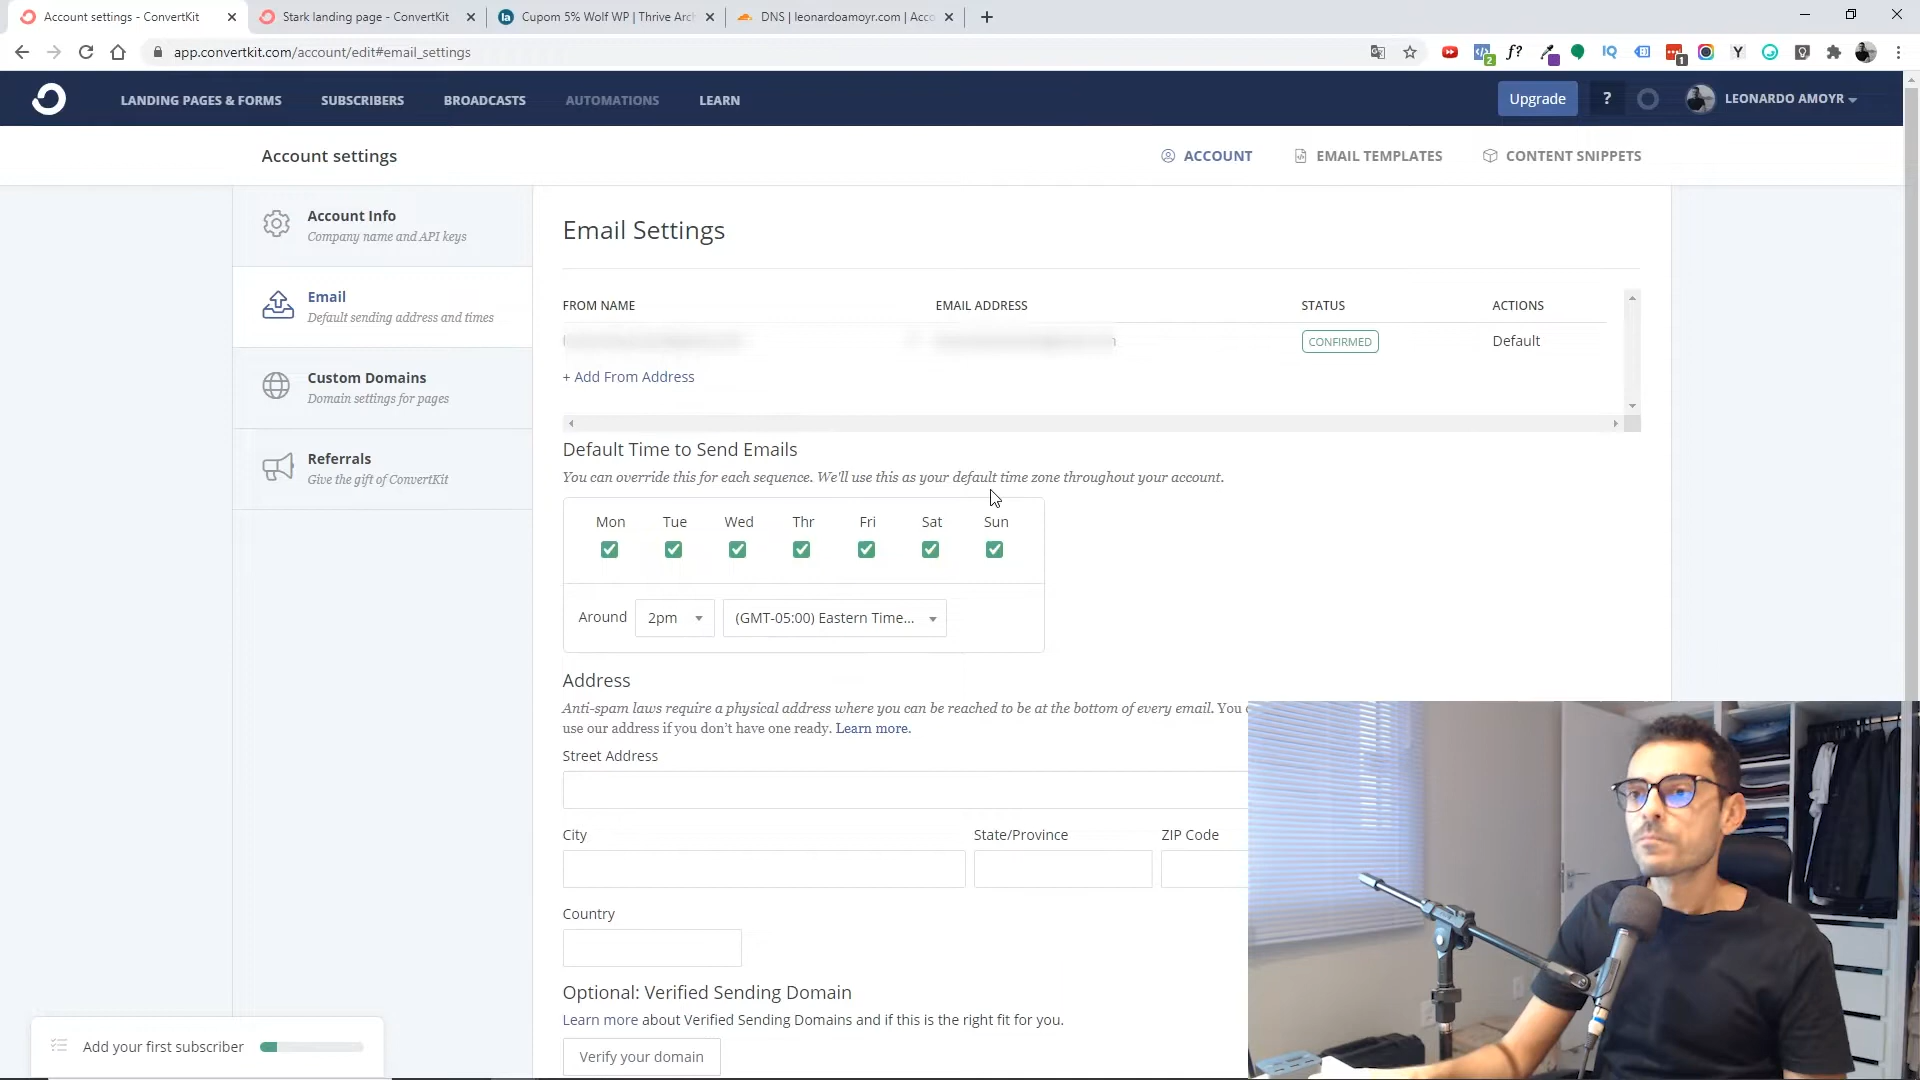 Account settings - ConvertKit
Stark landing page - ConvertKit
Cupom 5% Wolf WP | Thrive Arch
DNS | leonardoamoyr.com | Acco
app.convertkit.com/account/edit#email_settings
LANDING PAGES & FORMS
SUBSCRIBERS
BROADCASTS
AUTOMATIONS
LEARN
Upgrade
?
LEONARDO AMOYR
Account settings
ACCOUNT
EMAIL TEMPLATES
CONTENT SNIPPETS
Account Info
Company name and API keys
Email
Default sending address and times
Custom Domains
Domain settings for pages
Referrals
Give the gift of ConvertKit
Email Settings
FROM NAME
EMAIL ADDRESS
STATUS
ACTIONS
CONFIRMED
Default
+ Add From Address
Default Time to Send Emails
You can override this for each sequence. We'll use this as your default time zone throughout your account.
Mon
Tue
Wed
Thr
Fri
Sat
Sun
Around
2pm
(GMT-05:00) Eastern Time...
Address
Anti-spam laws require a physical address where you can be reached to be at the bottom of every email. You
use our address if you don't have one ready. Learn more.
Street Address
City
State/Province
ZIP Code
Country
Optional: Verified Sending Domain
Learn more about Verified Sending Domains and if this is the right fit for you.
Verify your domain
Add your first subscriber